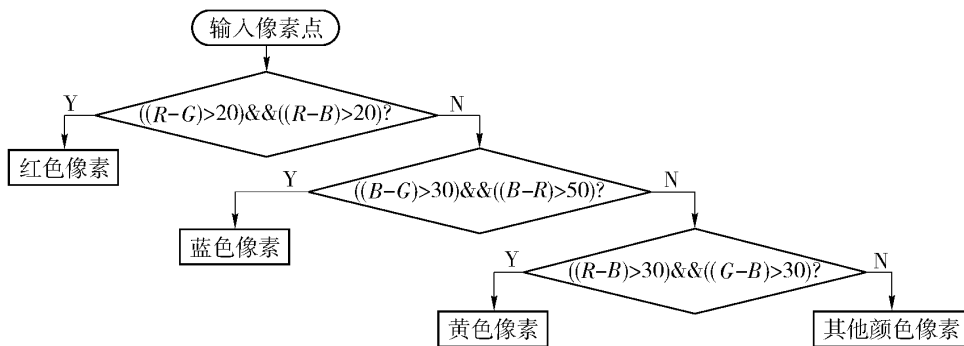 输入像素点
Y
((R-G)>20)&&((R-B)>20)?
N
红色像素
Y
((B-G)>30)&&((B-R)>50)?
N
蓝色像素
Y
((R-B)>30)&&((G-B)>30)?
N
黄色像素
其他颜色像素